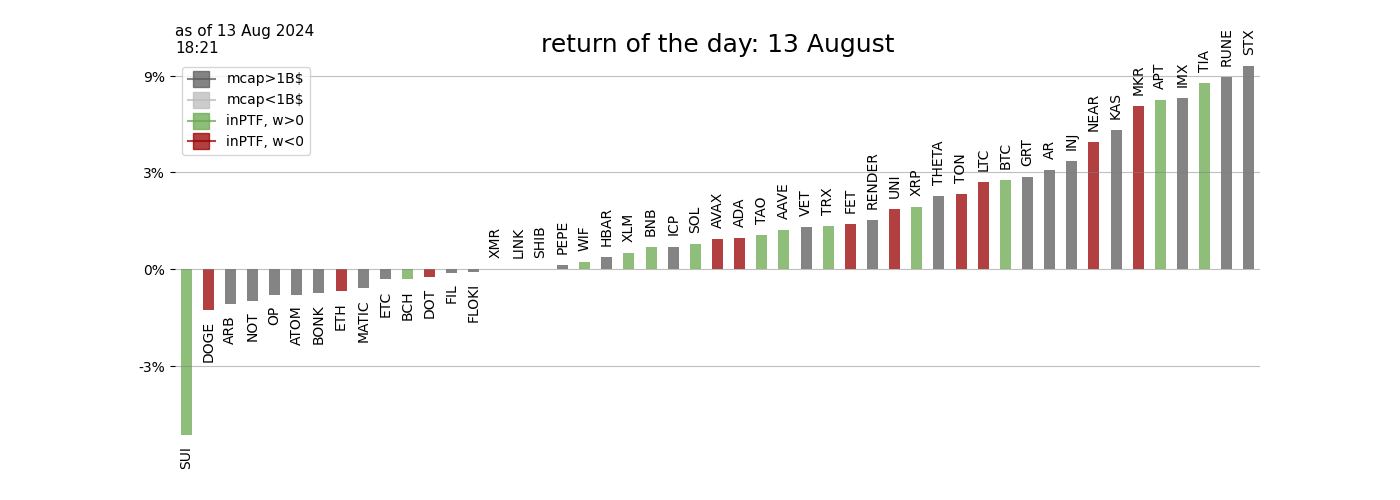 as of 13 Aug 2024
18:21
return of the day: 13 August
mcap>1B$
mcap<1B$
inPTF, w>0
inPTF, w<0
9%
3%
0%
-3%
SUI
DOGE
ARB
NOT
OP
ATOM
BONK
ETH
MATIC
ETC
BCH
DOT
FIL
FLOKI
XMR
LINK
SHIB
PEPE
WIF
HBAR
XLM
BNB
ICP
SOL
AVAX
ADA
TAO
AAVE
VET
TRX
FET
RENDER
UNI
XRP
THETA
TON
LTC
BTC
GRT
AR
INJ
NEAR
KAS
MKR
APT
IMX
TIA
RUNE
STX